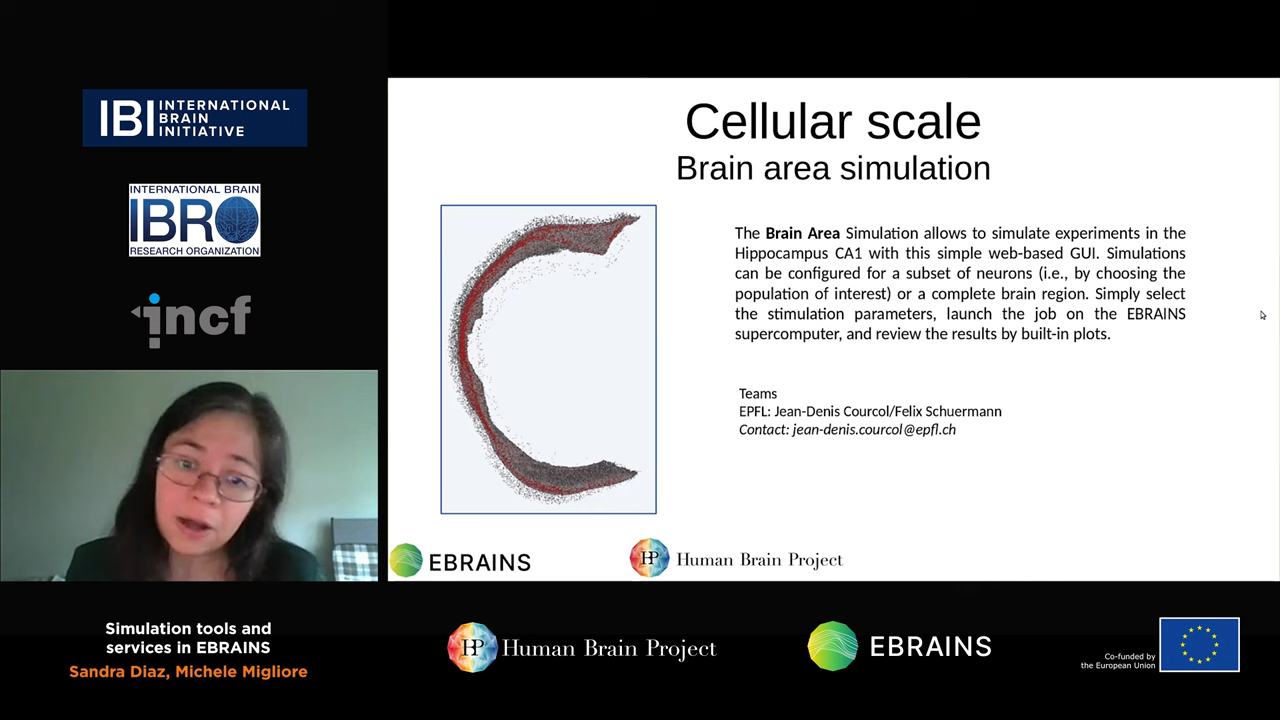 IBI INTERNATIONAL
BRAIN
INITIATIVE
INTERNATIONAL BRAIN
IBRO
RESEARCH ORGANIZATION
incf
Cellular scale
Brain area simulation
The Brain Area Simulation allows to simulate experiments in the
Hippocampus CA1 with this simple web-based GUI. Simulations
can be configured for a subset of neurons (i.e., by choosing the
population of interest) or a complete brain region. Simply select
the stimulation parameters, launch the job on the EBRAINS
supercomputer, and review the results by built-in plots.
Teams
EPFL: Jean-Denis Courcol/Felix Schuermann
Contact: jean-denis.courcol@epfl.ch
EBRAINS
HP Human Brain Project
Simulation tools and
services in EBRAINS
Sandra Diaz, Michele Migliore
HP Human Brain Project
EBRAINS
Co-funded by
the European Union